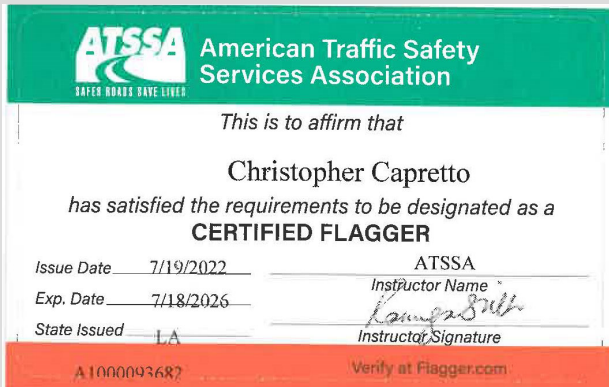 ATSSA
SAFER ROADS SAVE LIVES
American Traffic Safety
Services Association
This is to affirm that
Christopher Capretto
has satisfied the requirements to be designated as a
CERTIFIED FLAGGER
Issue Date 7/19/2022
ATSSA
Instructor Name
Exp. Date 7/18/2026
State Issued LA
Instructor Signature
A1000093682
Verify at Flagger.com